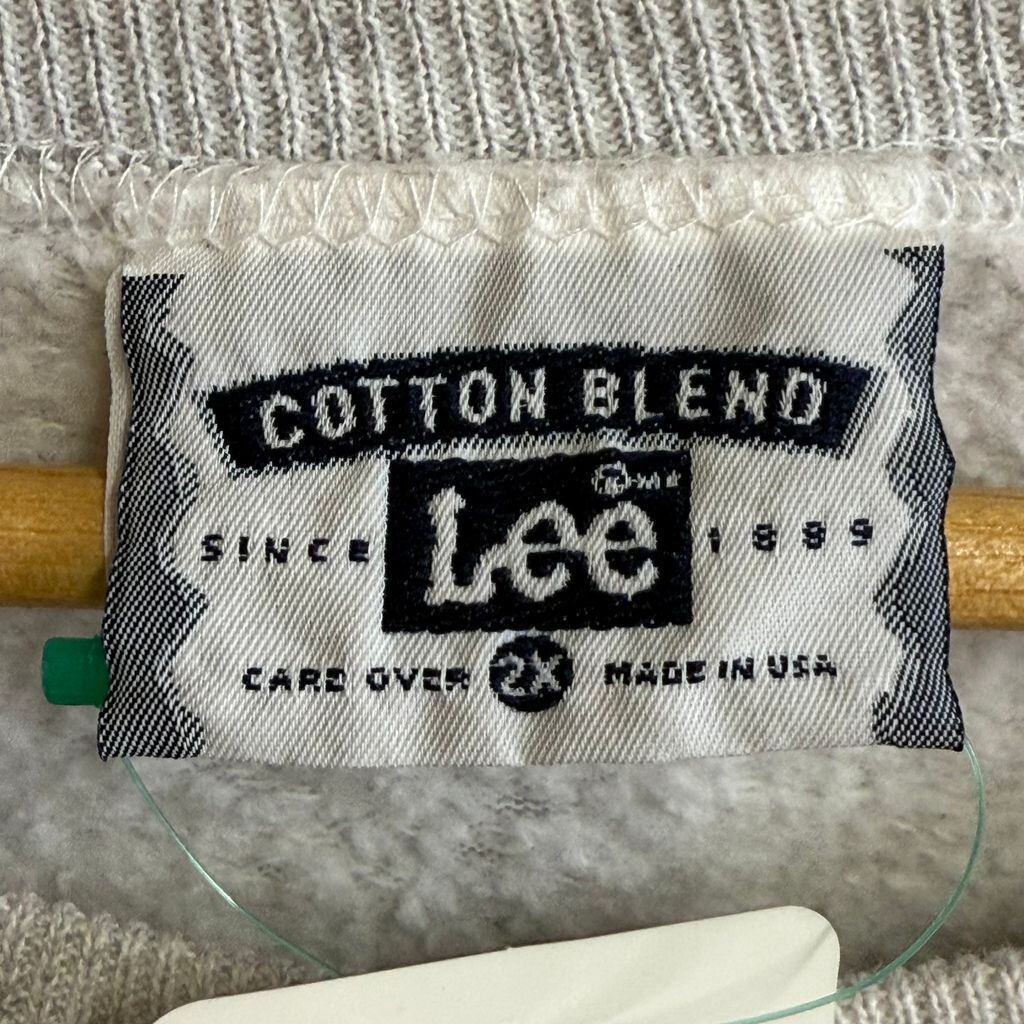 COTTON BLEND
Lee
SINCE 1889
CARE OVER 2X MADE IN USA